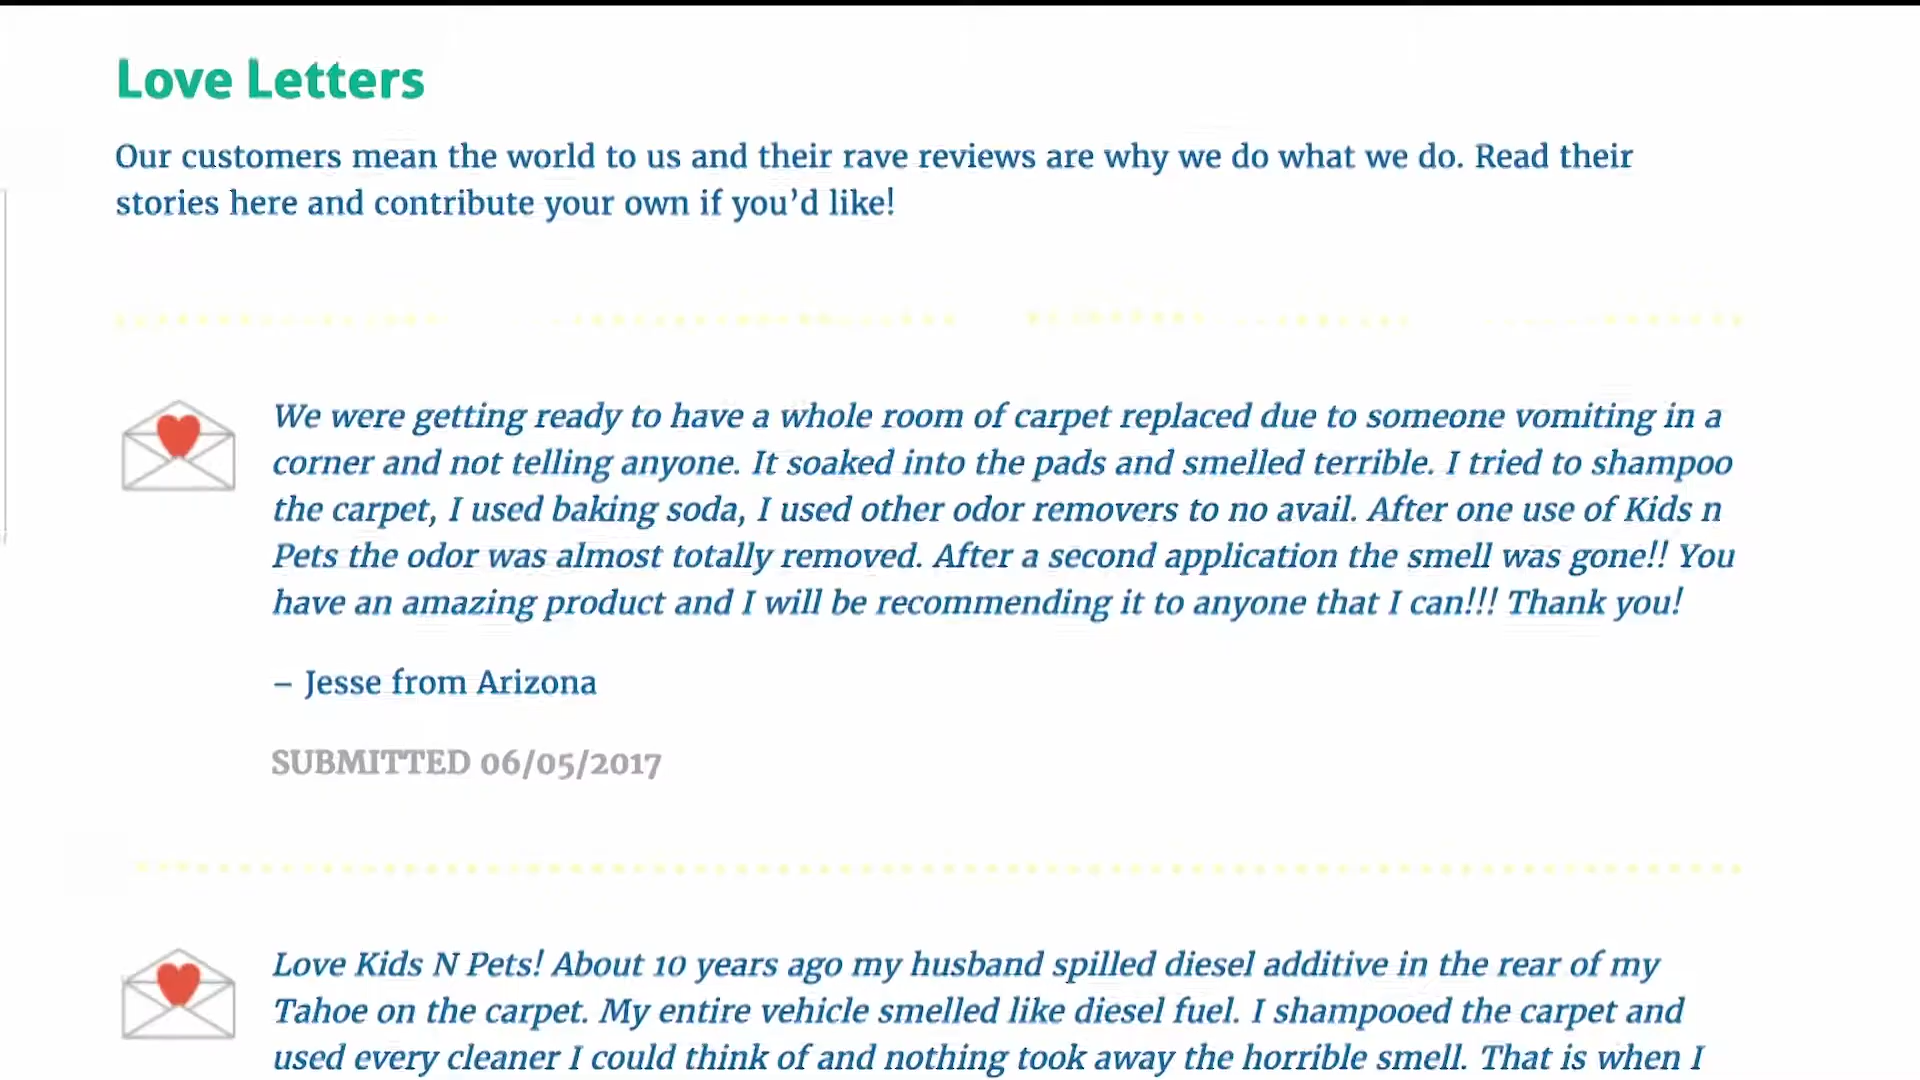 Love Letters
Our customers mean the world to us and their rave reviews are why we do what we do. Read their
stories here and contribute your own if you’d like!
We were getting ready to have a whole room of carpet replaced due to someone vomiting in a
corner and not telling anyone. It soaked into the pads and smelled terrible. I tried to shampoo
the carpet, I used baking soda, I used other odor removers to no avail. After one use of Kids n
Pets the odor was almost totally removed. After a second application the smell was gone!! You
have an amazing product and I will be recommending it to anyone that I can!!! Thank you!
– Jesse from Arizona
SUBMITTED 06/05/2017
Love Kids N Pets! About 10 years ago my husband spilled diesel additive in the rear of my
Tahoe on the carpet. My entire vehicle smelled like diesel fuel. I shampooed the carpet and
used every cleaner I could think of and nothing took away the horrible smell. That is when I